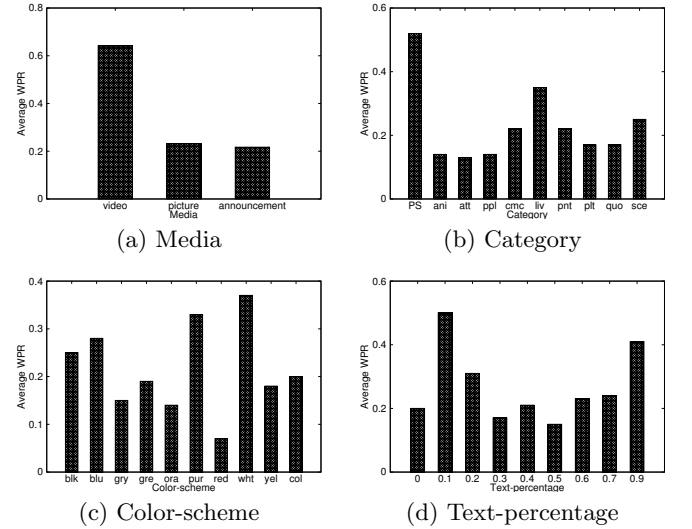 0.8
0.6
0.4
0.2
0
Average WPR
video picture announcement
Media
(a) Media
0.6
0.4
0.2
0
Average WPR
PS ani att ppl cmc liv pnt plt quo sce
Category
(b) Category
0.4
0.3
0.2
0.1
0
Average WPR
blk blu gry gre ora pur red wht yel col
Color-scheme
(c) Color-scheme
0.6
0.4
0.2
0
Average WPR
0 0.1 0.2 0.3 0.4 0.5 0.6 0.7 0.9
Text-percentage
(d) Text-percentage